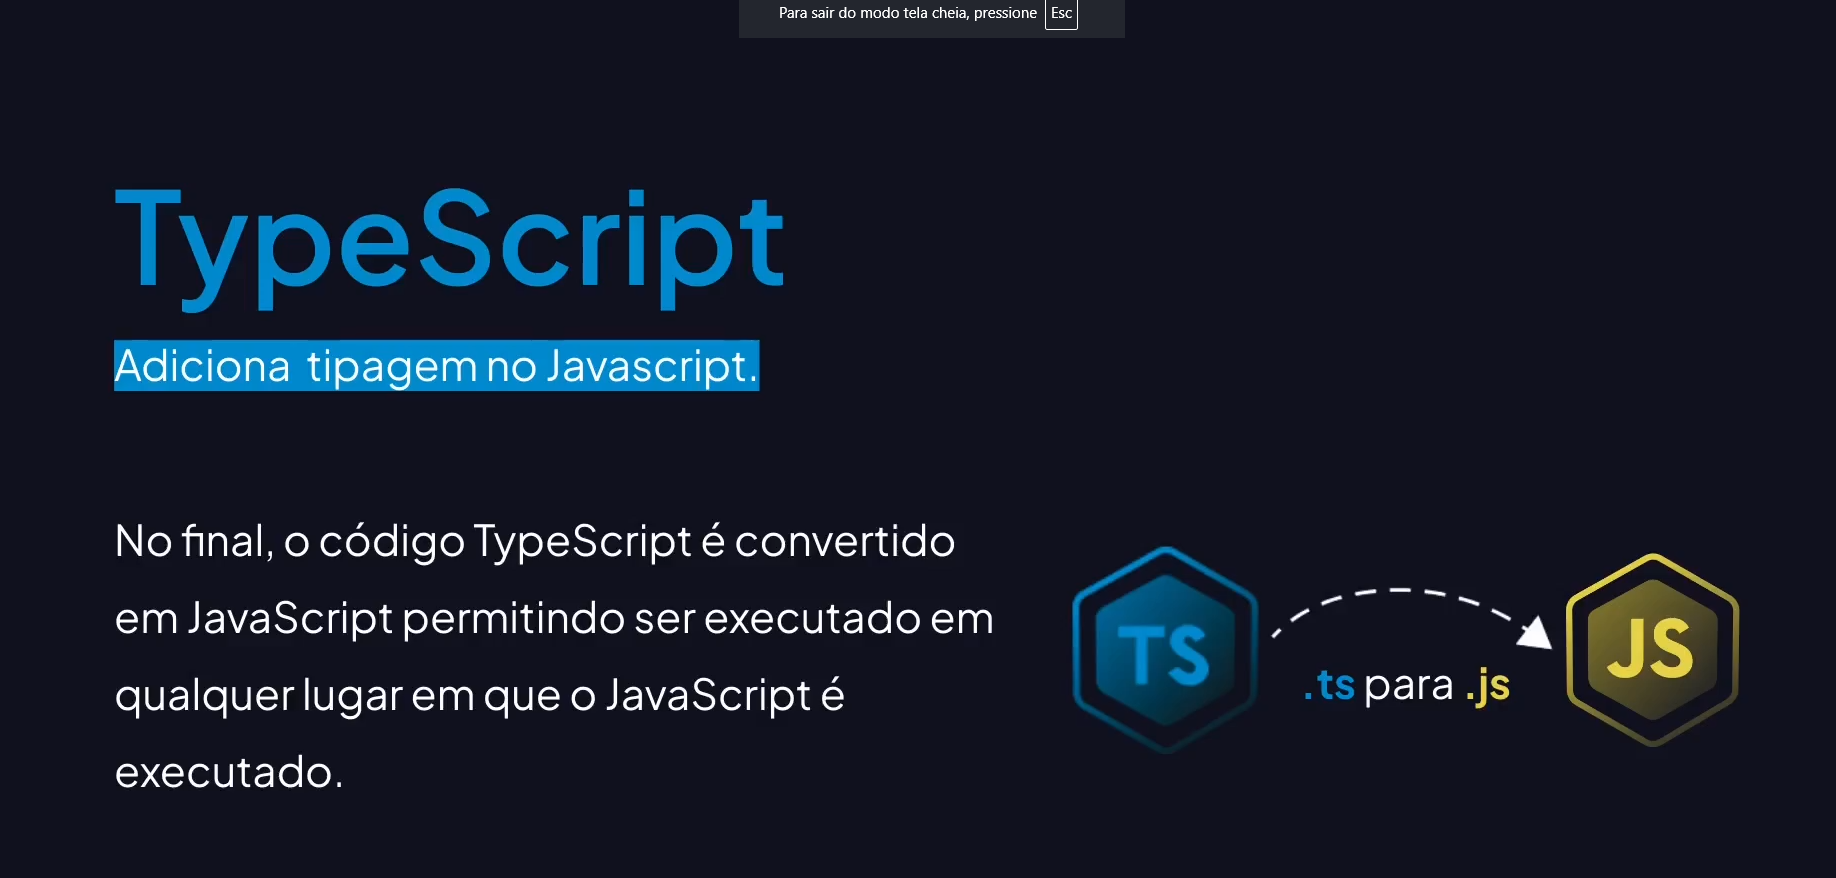 Para sair do modo tela cheia, pressione Esc
TypeScript
Adiciona tipagem no Javascript.
No final, o código TypeScript é convertido
em JavaScript permitindo ser executado em
qualquer lugar em que o JavaScript é
executado.
TS
.ts para .js
JS